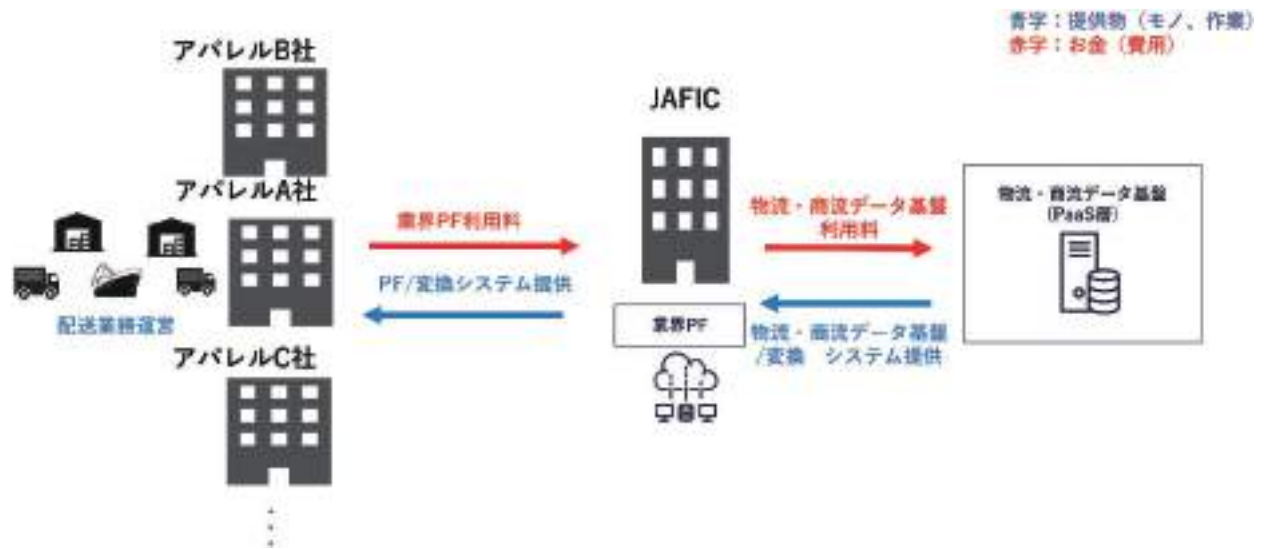 青字：提供物（モノ、作業）
赤字：お金（費用）
アパレルB社
JAFIC
アパレルA社
業界PF利用料
物流・商流データ基盤
利用料
物流・商流データ基盤
(PaaS層)
PF/変換システム提供
配送業務運営
業界PF
物流・商流データ基盤
/変換　システム提供
アパレルC社